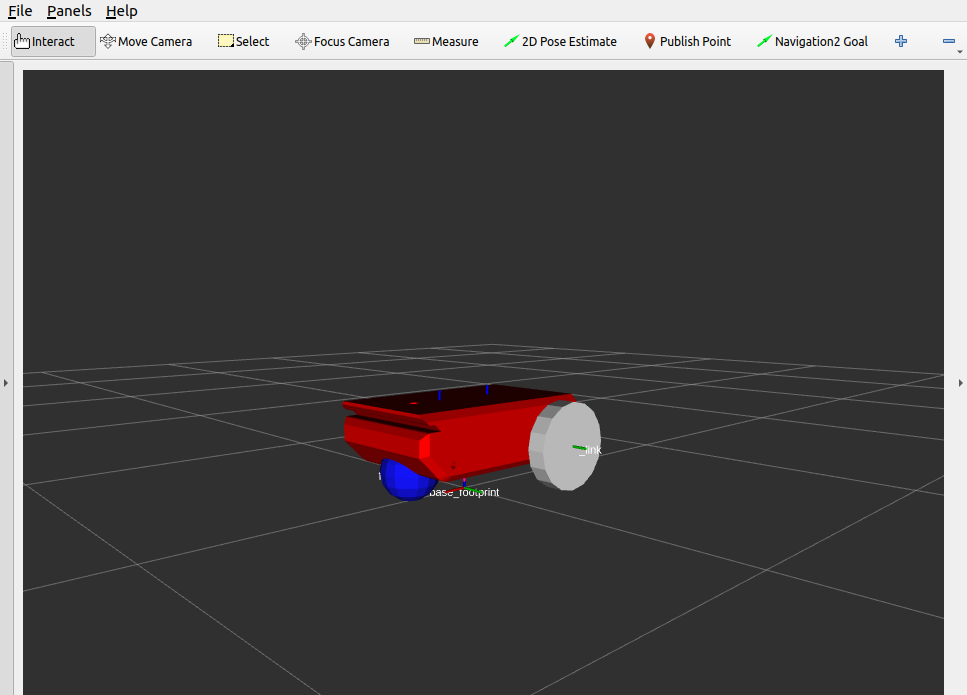 File Panels Help
Interact Move Camera Select Focus Camera Measure 2D Pose Estimate Publish Point Navigation2 Goal
_link
base_footprint